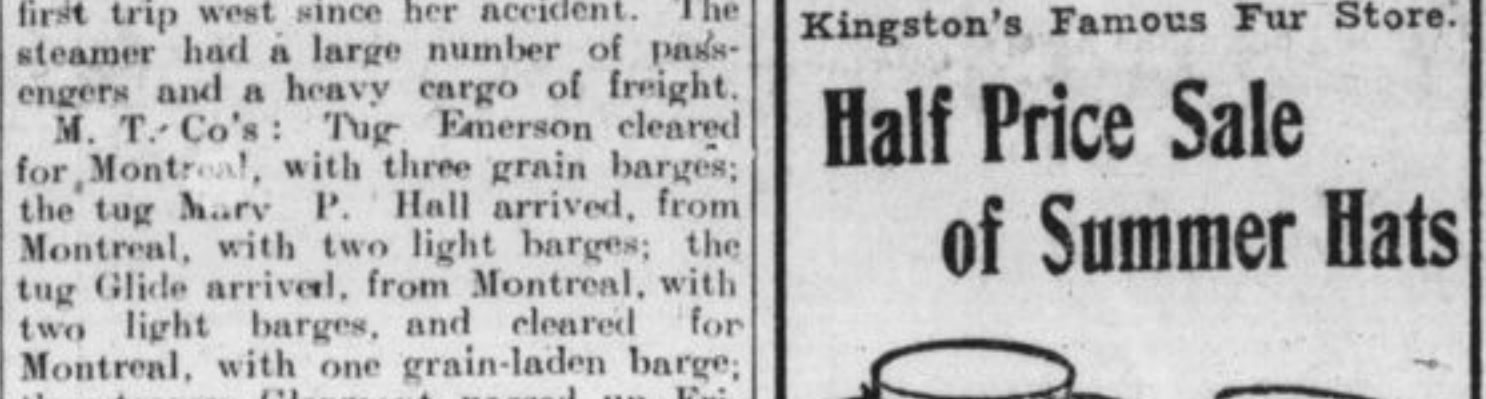 first trip west since her accident. The
steamer had a large number of pass-
engers and a heavy cargo of freight.
M. T. Co's: Tug Emerson cleared
for Montreal, with three grain barges;
the tug Mary P. Hall arrived, from
Montreal, with two light barges; the
tug Glide arrived, from Montreal, with
two light barges, and cleared for
Montreal, with one grain-laden barge;
Kingston's Famous Fur Store.
Half Price Sale
of Summer Hats